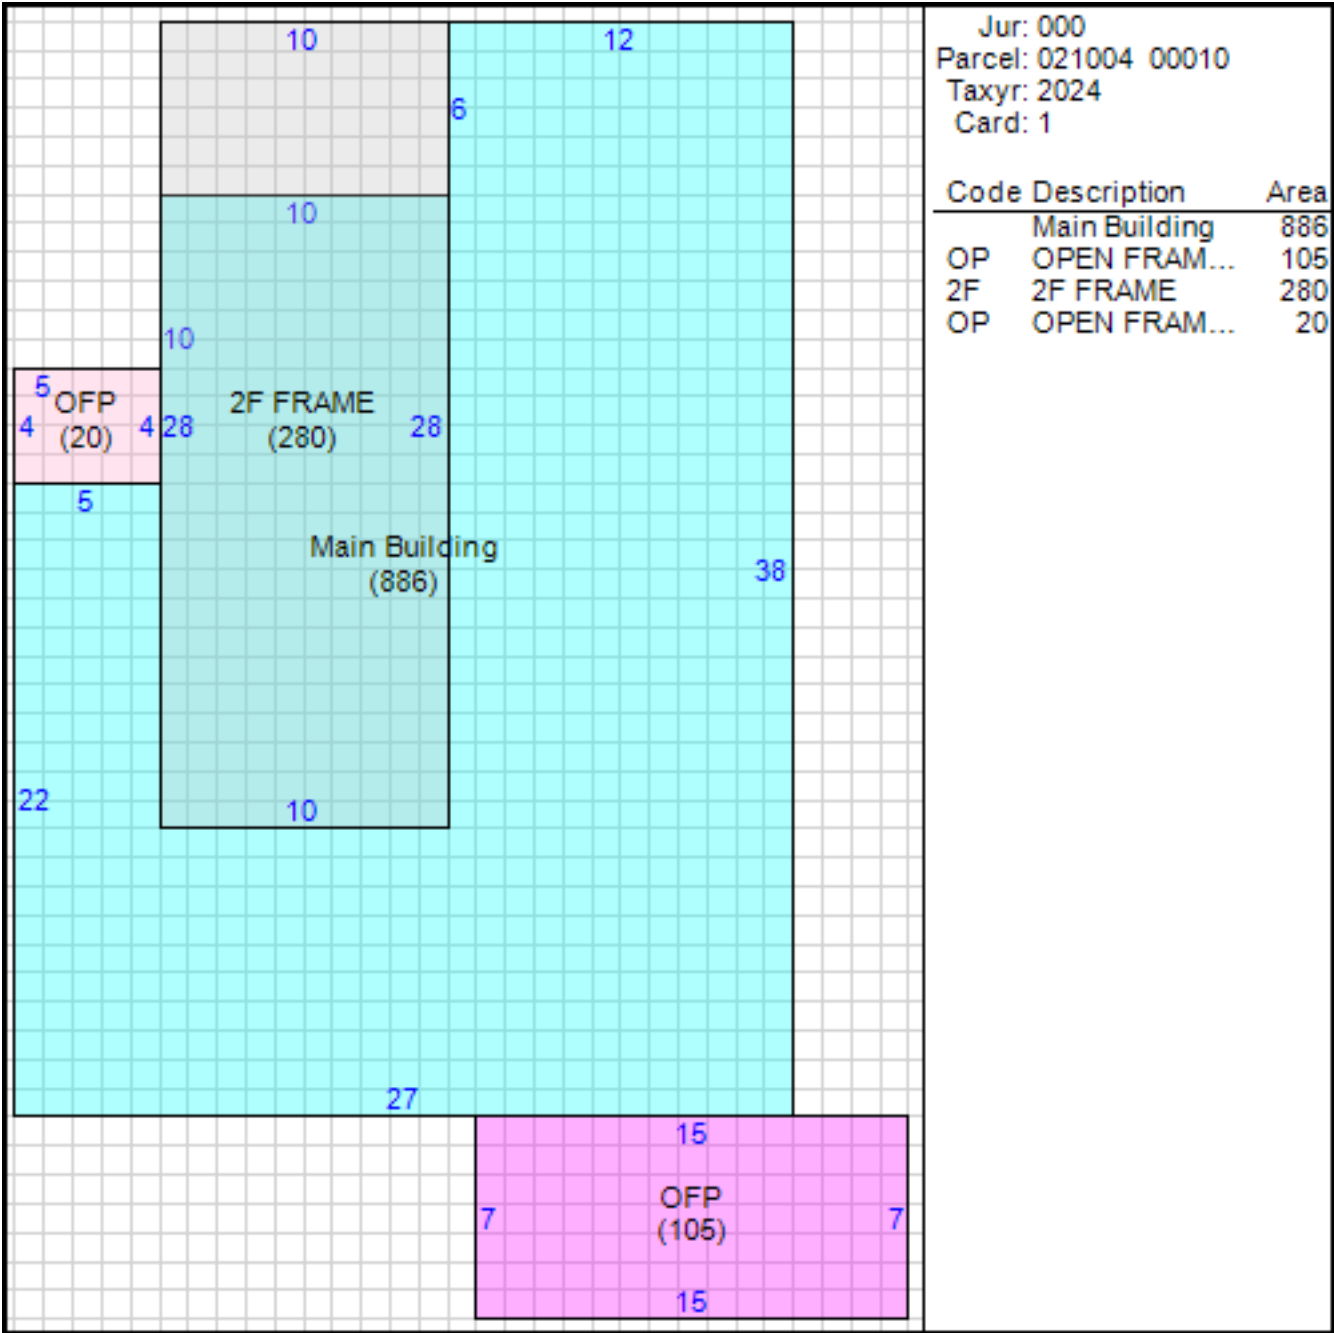 Jur: 000
Parcel: 021004 00010
Taxyr: 2024
Card: 1
Code Description Area
Main Building 886
OP OPEN FRAM... 105
2F 2F FRAME 280
OP OPEN FRAM... 20
10 12
6
10
10
5
OFP
4 (20) 4
28 2F FRAME 28
(280)
5
Main Building
(886)
38
22
10
27
15
OFP
7 (105) 7
15